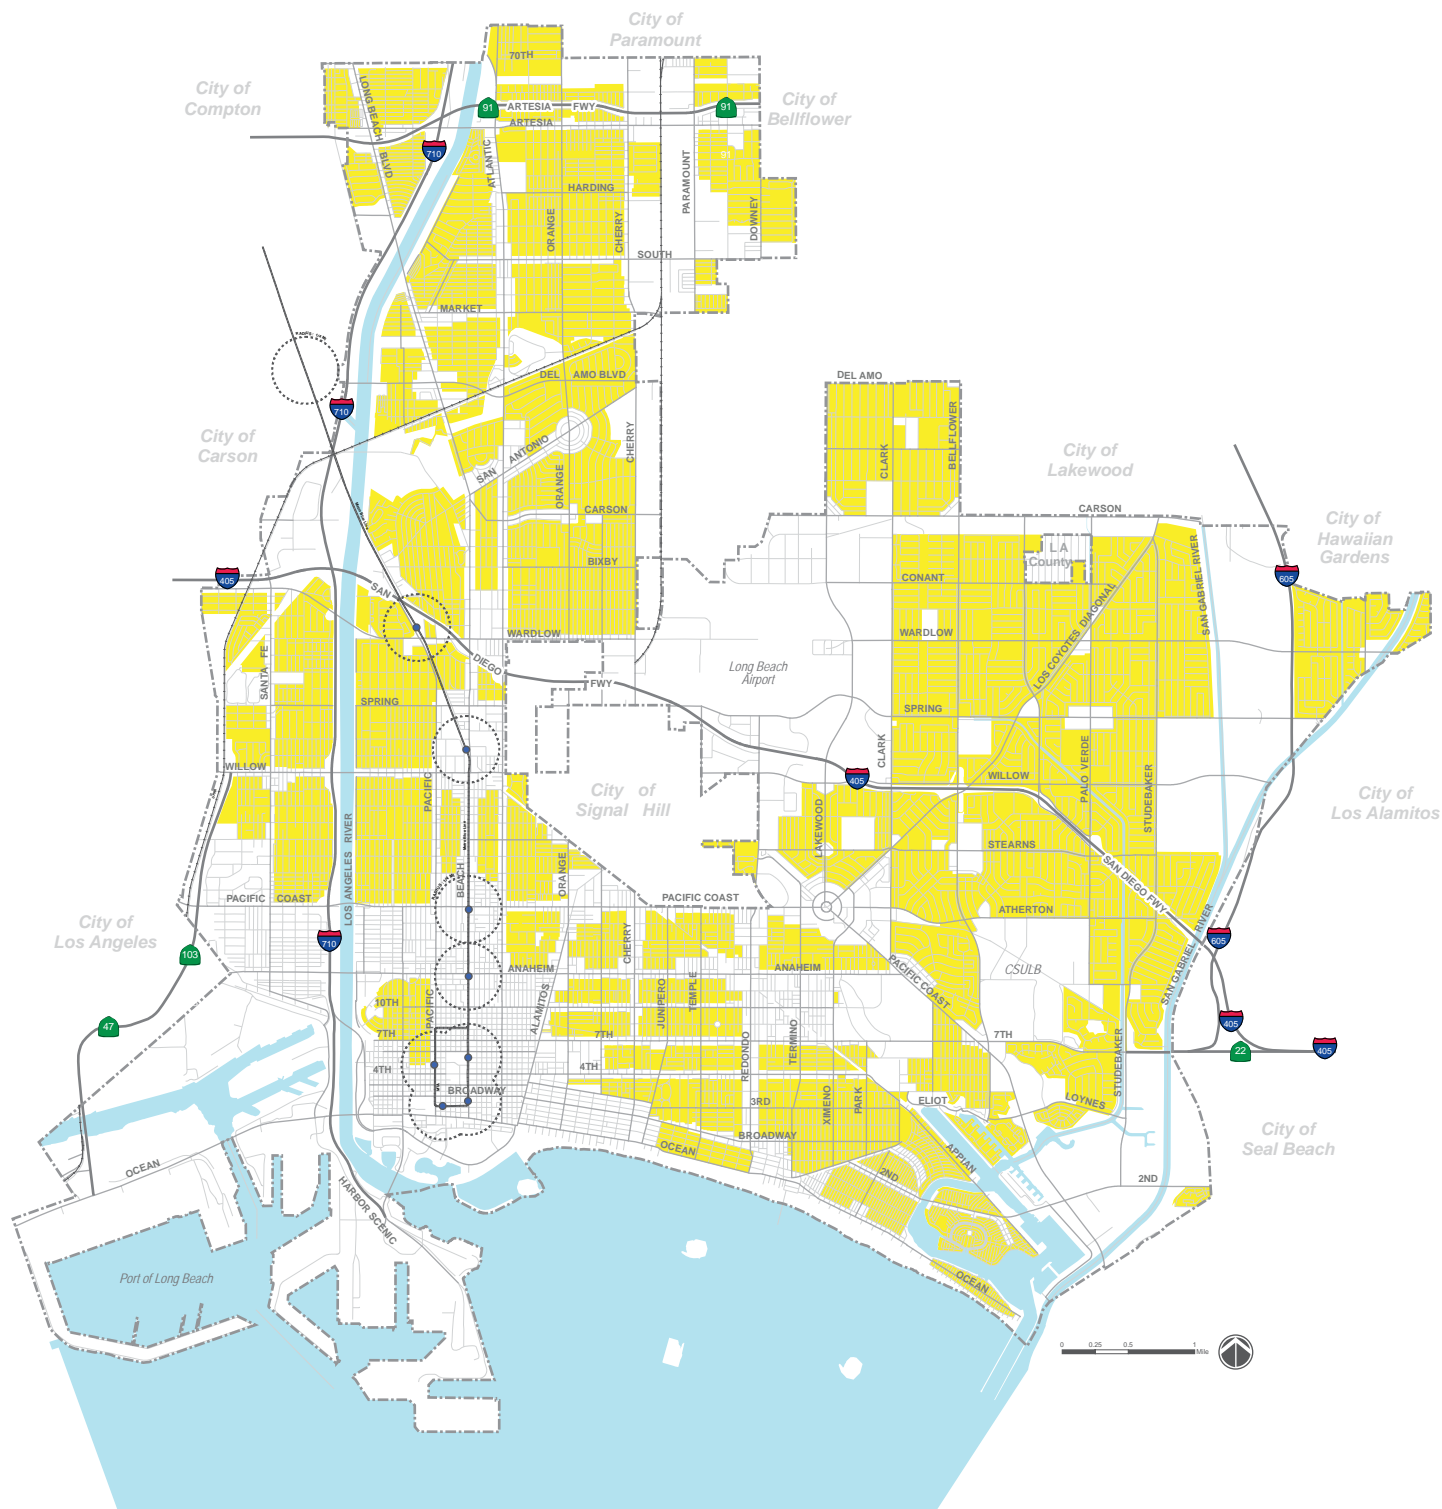 City of
Paramount
70TH
City of
Compton
LONG BEACH BLVD
91
ARTESIA FWY
91
City of
Bellflower
ARTESIA
710
ATLANTIC
91
PARAMOUNT
HARDING
ORANGE
CHERRY
DOWNEY
SOUTH
MARKET
DEL AMO BLVD
DEL AMO
710
City of
Carson
SAN ANTONIO
CHERRY
CLARK
BELLFLOWER
City of
Lakewood
ORANGE
CARSON
CARSON
City of
Hawaiian
Gardens
BIXBY
LA
County
SAN GABRIEL RIVER
405
CONANT
605
SAN DIEGO FWY
LOS COYOTES DIAGONAL
WARDLOW
WARDLOW
SANTA FE
Long Beach
Airport
SPRING
SPRING
CLARK
PALO VERDE
STUDEBAKER
WILLOW
WILLOW
405
PACIFIC
City of
Signal Hill
City of
Los Alamitos
LAKEWOOD
LOS ANGELES RIVER
STEARNS
BEACH
ORANGE
SAN DIEGO FWY
PACIFIC COAST
PACIFIC COAST
ATHERTON
City of
Los Angeles
CHERRY
710
605
103
ANAHEIM
ANAHEIM
PACIFIC COAST
CSULB
SAN GABRIEL RIVER
10TH
PACIFIC
ALAMITOS
JUNIPERO
TEMPLE
47
7TH
7TH
7TH
405
REDONDO
TERMINO
22
405
4TH
4TH
STUDEBAKER
BROADWAY
3RD
XIMENO
PARK
ELIOT
LOYNES
BROADWAY
City of
Seal Beach
OCEAN
OCEAN
APPIAN
2ND
2ND
HARBOR SCENIC
Port of Long Beach
OCEAN
0 0.25 0.5 1
Mile